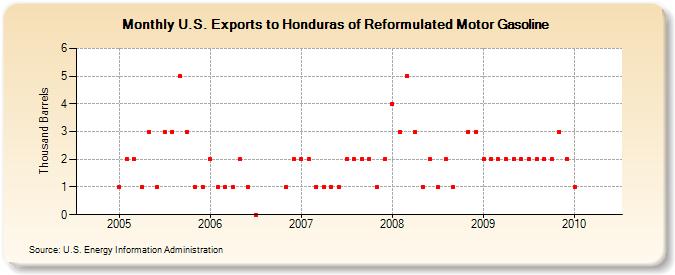 Monthly U.S. Exports to Honduras of Reformulated Motor Gasoline
Thousand Barrels
6
5
4
3
2
1
0
2005 2006 2007 2008 2009 2010
Source: U.S. Energy Information Administration